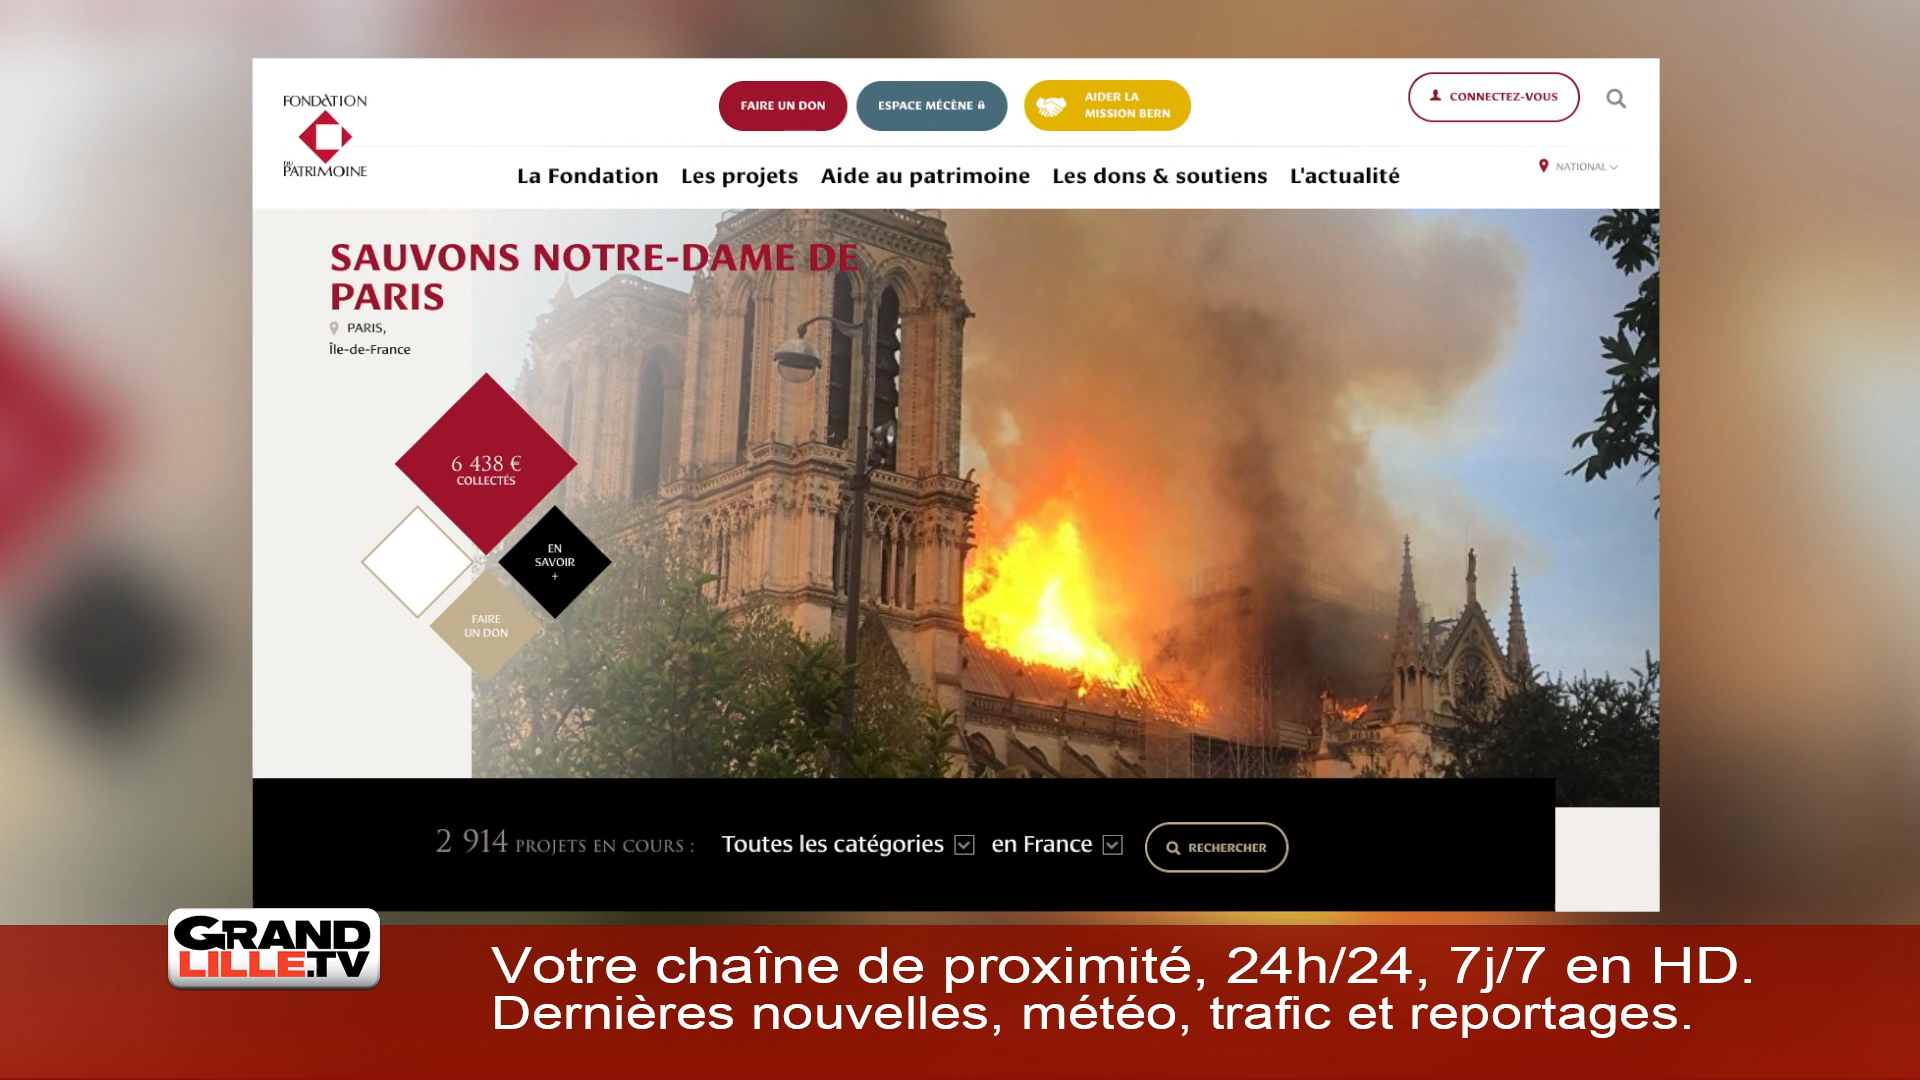 FONDATION
DU
PATRIMOINE
FAIRE UN DON
ESPACE MÉCÈNE
AIDER LA
MISSION BERN
CONNECTEZ-VOUS
La Fondation
Les projets
Aide au patrimoine
Les dons & soutiens
L'actualité
NATIONAL
SAUVONS NOTRE-DAME DE
PARIS
PARIS,
Île-de-France
6 438 €
COLLECTÉS
EN
SAVOIR
+
FAIRE
UN DON
2 914 PROJETS EN COURS :
Toutes les catégories
en France
RECHERCHER
GRAND
LILLE.TV
Votre chaîne de proximité, 24h/24, 7j/7 en HD.
Dernières nouvelles, météo, trafic et reportages.